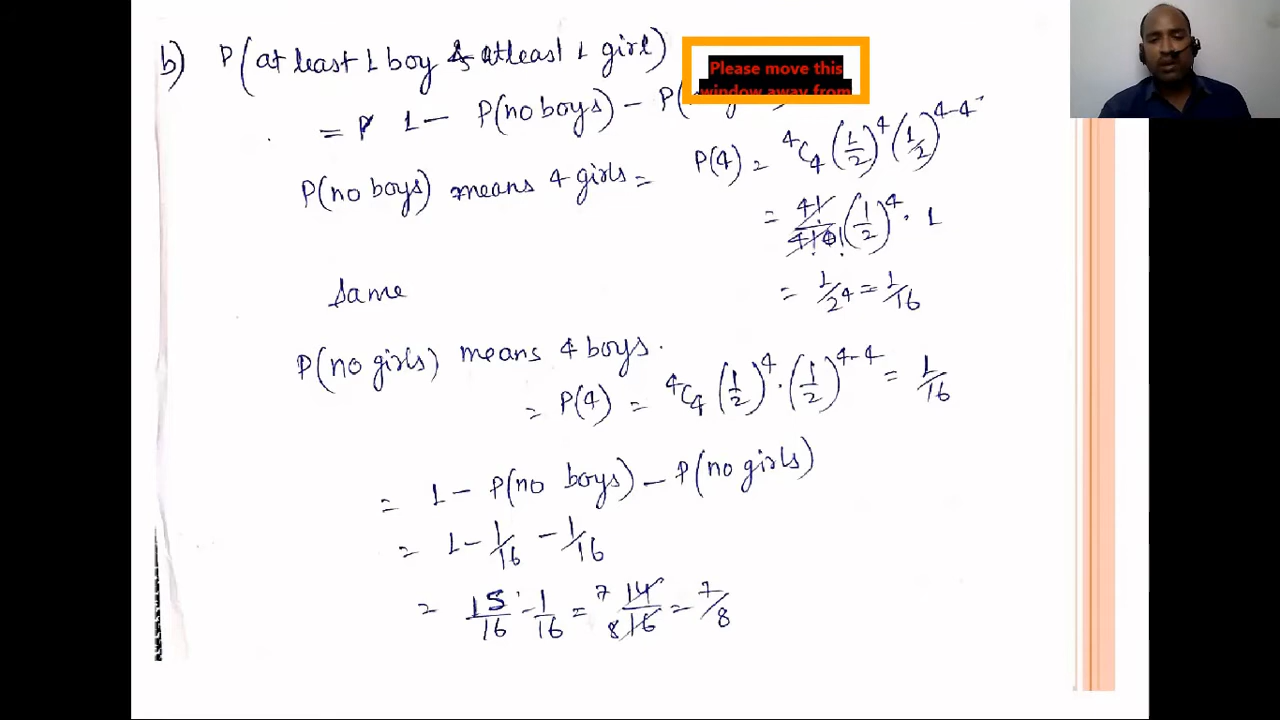 b) P(at least 1 boy & atleast 1 girl)
Please move this
window away from
= P 1 - P(no boys) - P(
P(no boys) means 4 girls = P(4) = ⁴C₄ (1/2)⁴ (1/2)⁴⁻⁴
= 4!/4!0! (1/2)⁴ · 1
= 1/2⁴ = 1/16
Same
P(no girls) means 4 boys.
= P(4) = ⁴C₄ (1/2)⁴ · (1/2)⁴⁻⁴ = 1/16
= 1 - P(no boys) - P(no girls)
= 1 - 1/16 - 1/16
= 15/16 - 1/16 = 7 14/8 16 = 7/8